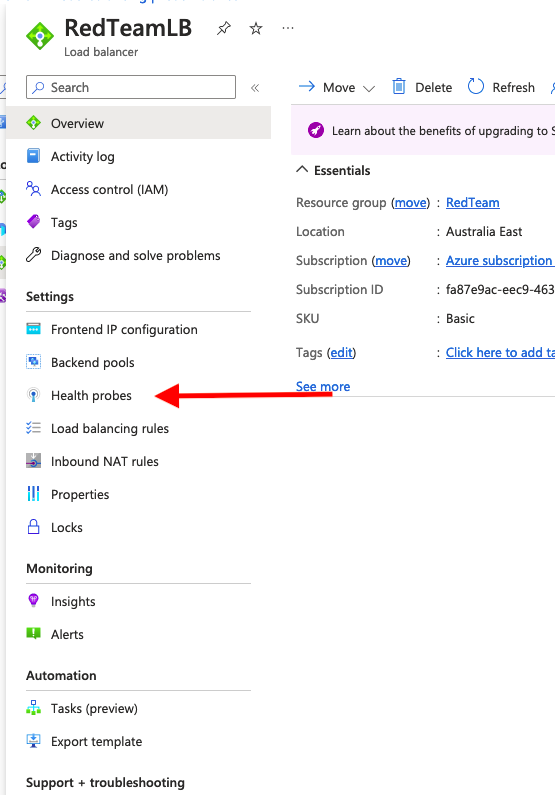 RedTeamLB
Load balancer
Search
«
Overview
Activity log
Access control (IAM)
Tags
Diagnose and solve problems
Settings
Frontend IP configuration
Backend pools
Health probes
Load balancing rules
Inbound NAT rules
Properties
Locks
Monitoring
Insights
Alerts
Automation
Tasks (preview)
Export template
Support + troubleshooting
Move
Delete
Refresh
Learn about the benefits of upgrading to S
Essentials
Resource group (move) : RedTeam
Location : Australia East
Subscription (move) : Azure subscription
Subscription ID : fa87e9ac-eec9-463
SKU : Basic
Tags (edit) : Click here to add ta
See more